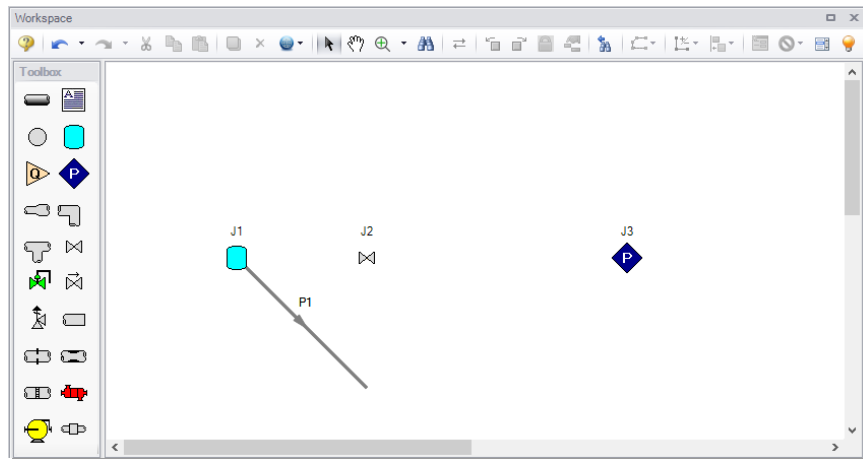 Workspace
Toolbox
A
Q P
J1 J2 J3
P
P1